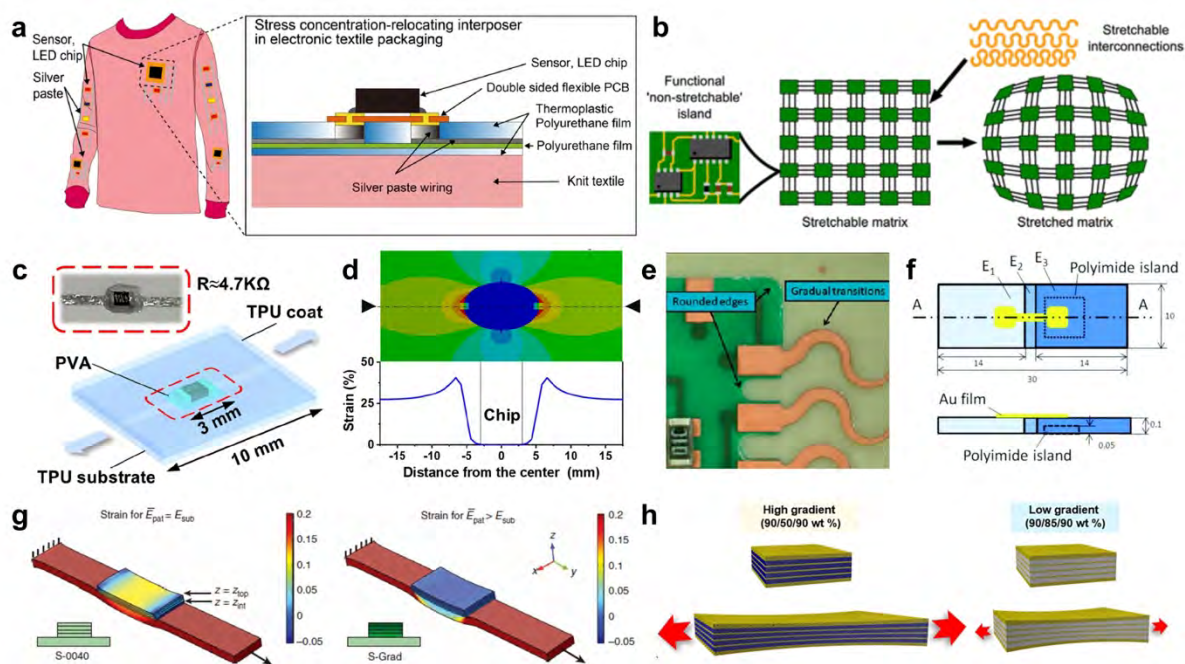 a
Sensor,
LED chip
Silver
paste
Stress concentration-relocating interposer
in electronic textile packaging
Sensor, LED chip
Double sided flexible PCB
Thermoplastic
Polyurethane film
Polyurethane film
Silver paste wiring
Knit textile
b
Stretchable
interconnections
Functional
'non-stretchable'
island
Stretchable matrix
Stretched matrix
c
R≈4.7KΩ
TPU coat
PVA
3 mm
10 mm
TPU substrate
d
50
25
0
Strain (%)
Chip
-15 -10 -5 0 5 10 15
Distance from the center (mm)
e
Rounded edges
Gradual transitions
f
E1
E2
E3
Polyimide island
A
A
10
14
14
30
Au film
0.1
0.05
Polyimide island
g
Strain for Epat = Esub
0.2
0.15
0.1
0.05
0
-0.05
z = ztop
z = zint
S-0040
Strain for Epat > Esub
z
x
y
0.2
0.15
0.1
0.05
0
-0.05
S-Grad
h
High gradient
(90/50/90 wt %)
Low gradient
(90/85/90 wt %)